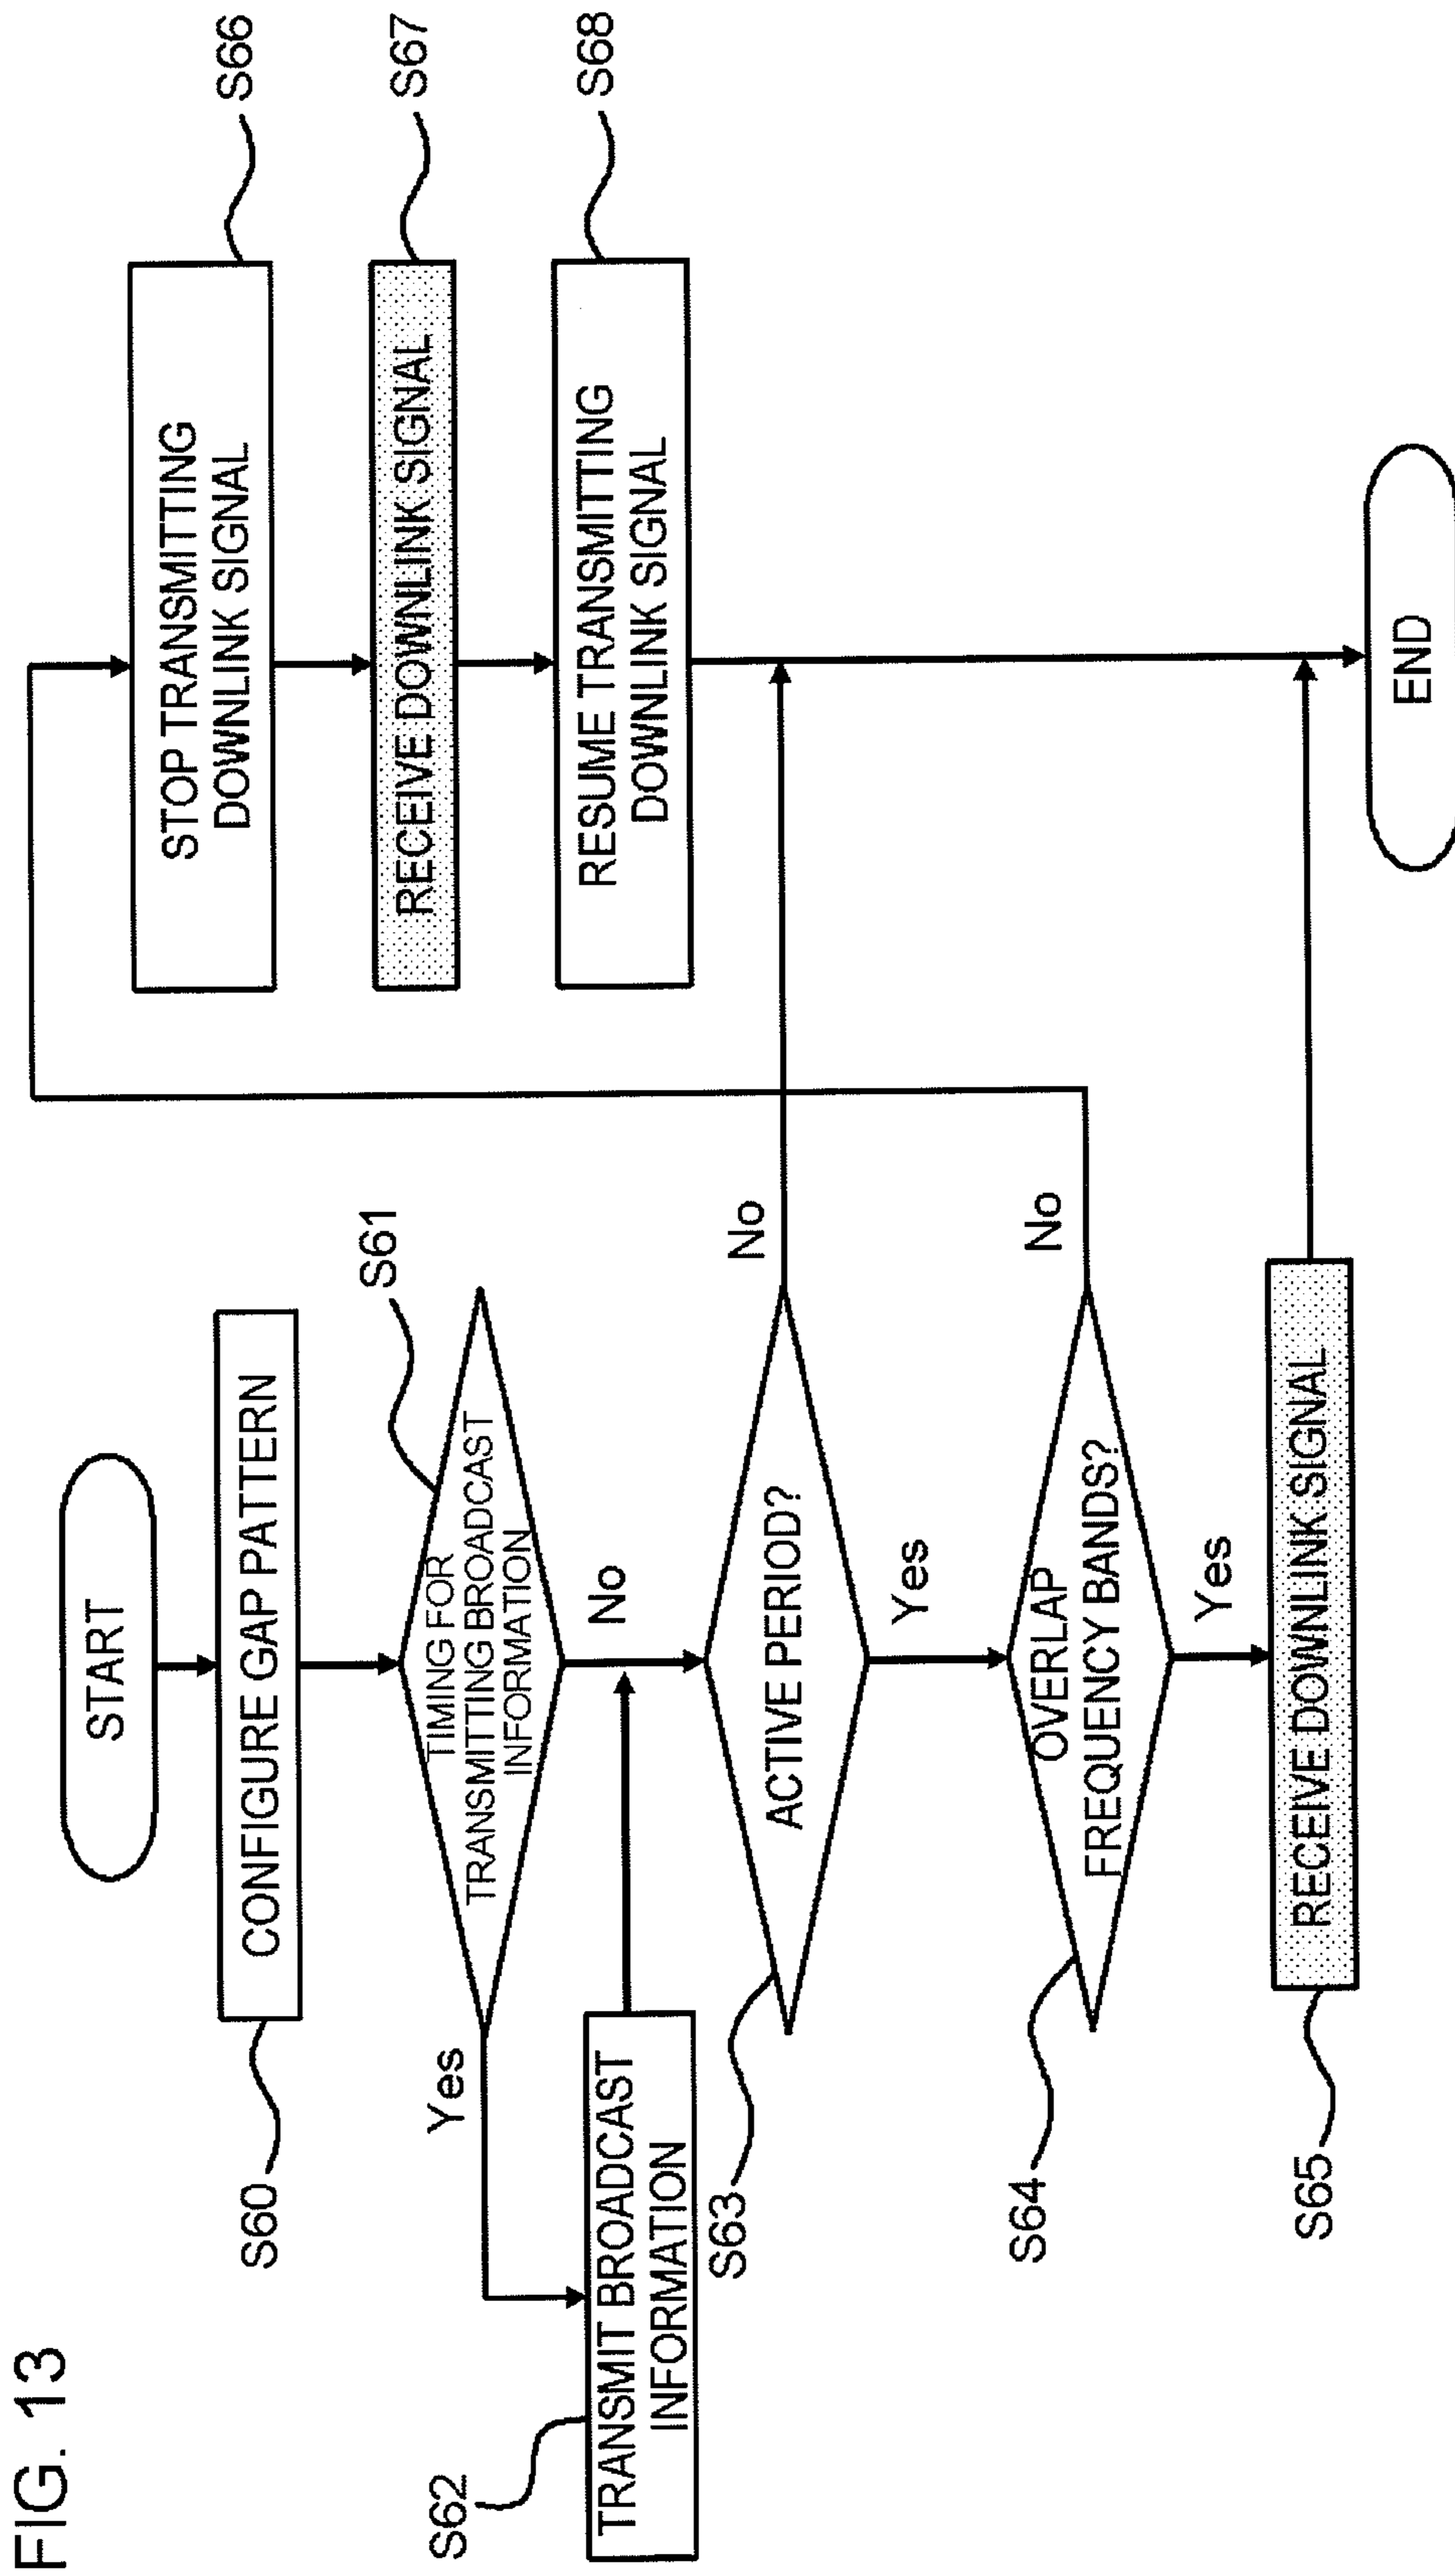 FIG. 13
START
S60
CONFIGURE GAP PATTERN
S61
TIMING FOR
TRANSMITTING BROADCAST
INFORMATION
Yes
No
S62
TRANSMIT BROADCAST
INFORMATION
S63
ACTIVE PERIOD?
No
Yes
S64
OVERLAP
FREQUENCY BANDS?
No
Yes
S65
RECEIVE DOWNLINK SIGNAL
STOP TRANSMITTING
DOWNLINK SIGNAL
S66
RECEIVE DOWNLINK SIGNAL
S67
RESUME TRANSMITTING
DOWNLINK SIGNAL
S68
END